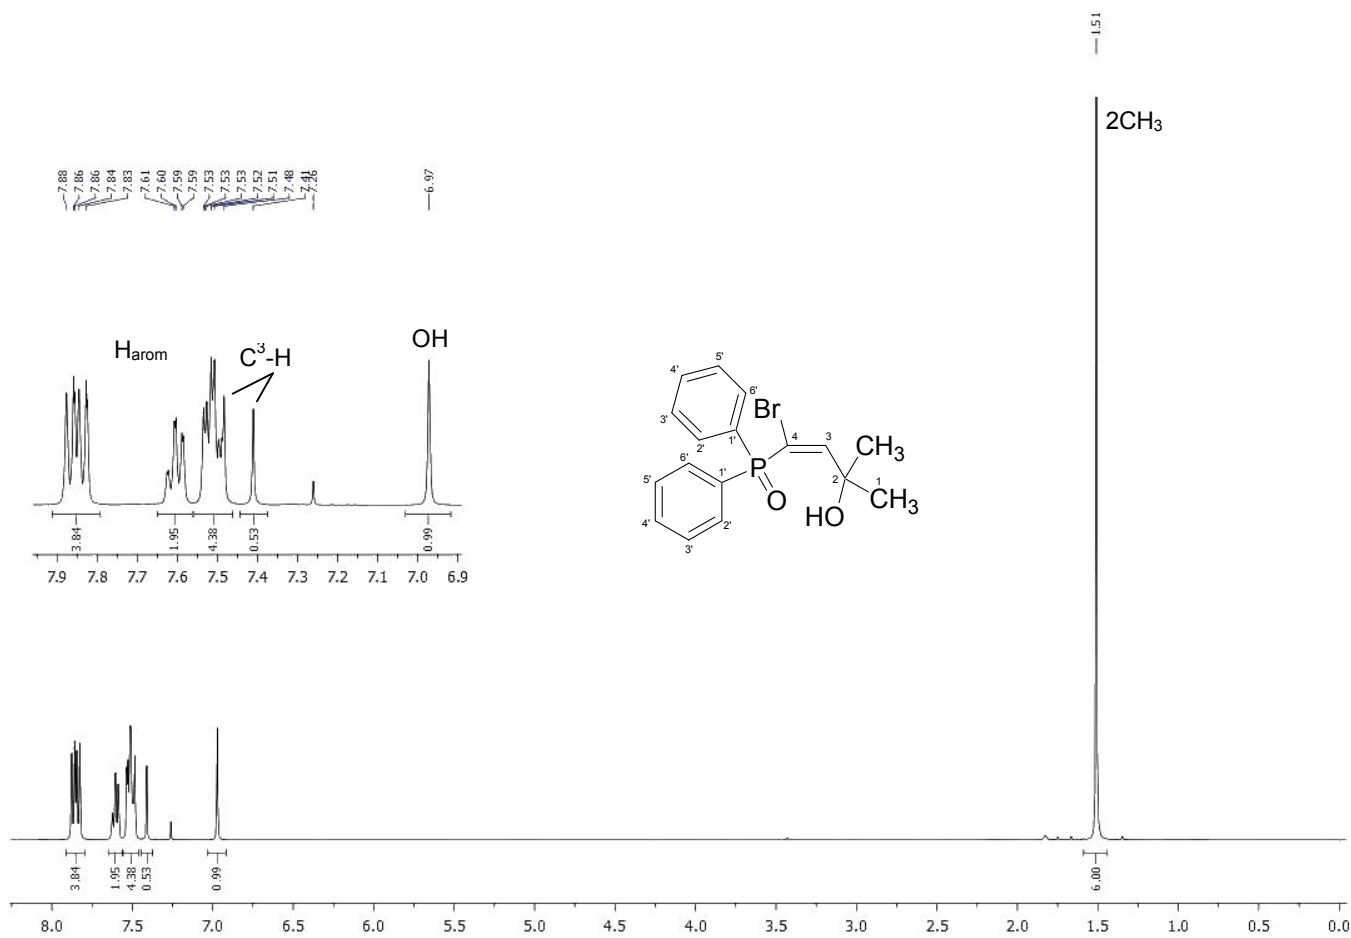 1.51
2CH3
7.88 7.86 7.86 7.84 7.83 7.61 7.60 7.59 7.59 7.53 7.53 7.53 7.52 7.51 7.48 7.41 7.26 6.97
Harom
C3-H
OH
3.84 1.95 4.38 0.53 0.99
7.9 7.8 7.7 7.6 7.5 7.4 7.3 7.2 7.1 7.0 6.9
5'
4' 6'
Br
3' 1' 4 3 CH3
2'
6' P 2 1
5' 1' O CH3
4' 2' HO
3'
3.84 1.95 4.38 0.53 0.99 6.00
8.0 7.5 7.0 6.5 6.0 5.5 5.0 4.5 4.0 3.5 3.0 2.5 2.0 1.5 1.0 0.5 0.0